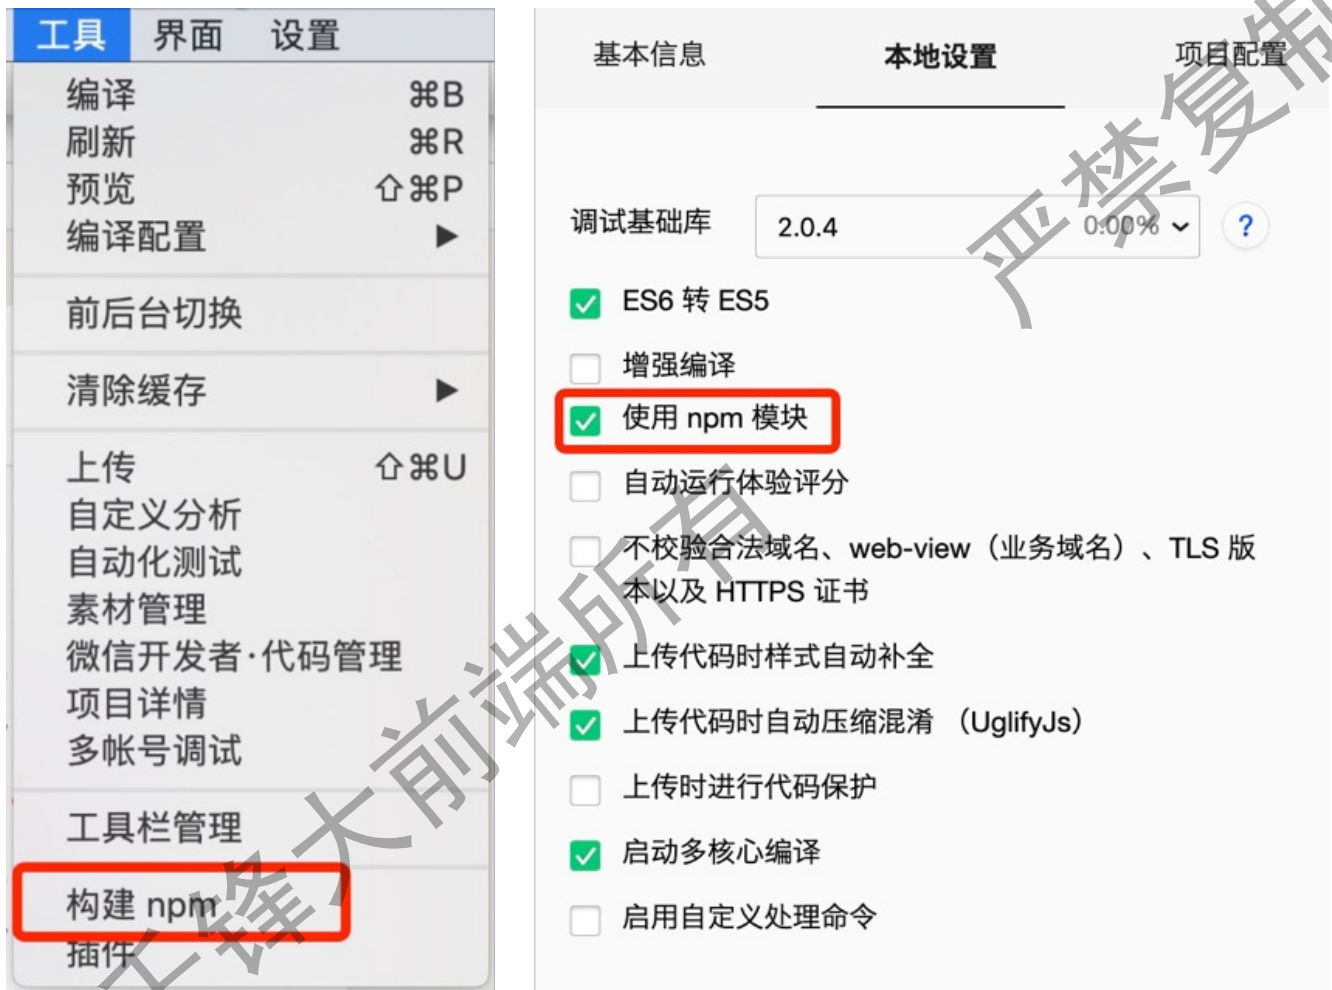 工具 界面 设置
编译 ⌘B
刷新 ⌘R
预览 ⇧⌘P
编译配置 ▶
前后台切换
清除缓存 ▶
上传 ⇧⌘U
自定义分析
自动化测试
素材管理
微信开发者·代码管理
项目详情
多帐号调试
工具栏管理
构建 npm
插件
基本信息 本地设置 项目配置
调试基础库 2.0.4 0.00% ?
ES6 转 ES5
增强编译
使用 npm 模块
自动运行体验评分
不校验合法域名、web-view（业务域名）、TLS 版
本以及 HTTPS 证书
上传代码时样式自动补全
上传代码时自动压缩混淆 （UglifyJs）
上传时进行代码保护
启动多核心编译
启用自定义处理命令
千锋大前端所有
严禁复制